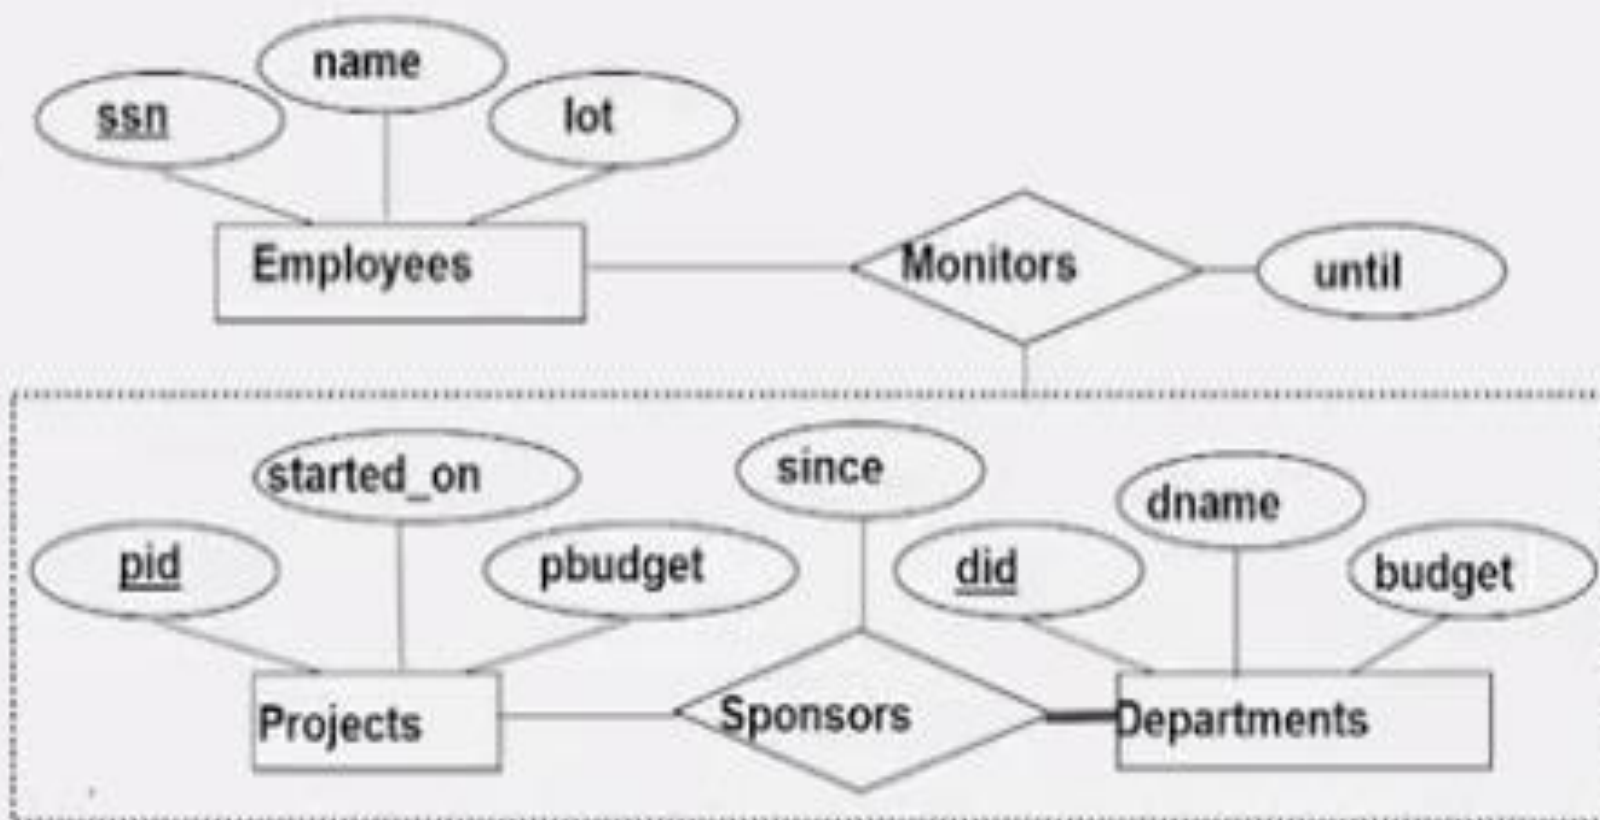 name
ssn
lot
Employees
Monitors
until
started_on
since
dname
pid
pbudget
did
budget
Projects
Sponsors
Departments